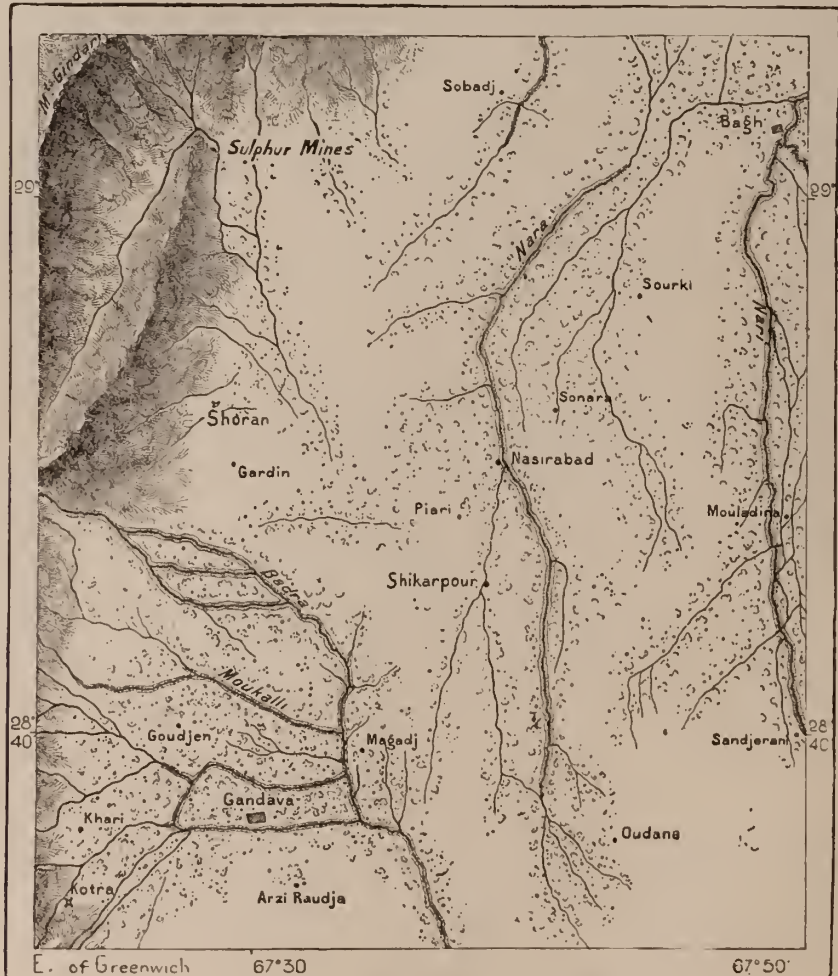 Mt Gindari
Sobadj
Bagh
Sulphur Mines
29°
29°
Nara
Sourki
Nari
Shoran
Sonara
Gardin
Nasirabad
Piari
Mouladina
Badra
Shikarpour
Moukalli
28°
40'
Goudjen
Magadj
Sandjerani
28°
40'
Gandava
Khari
Oudana
Kotra
Arzi Raudja
E. of Greenwich
67°30
67°50'